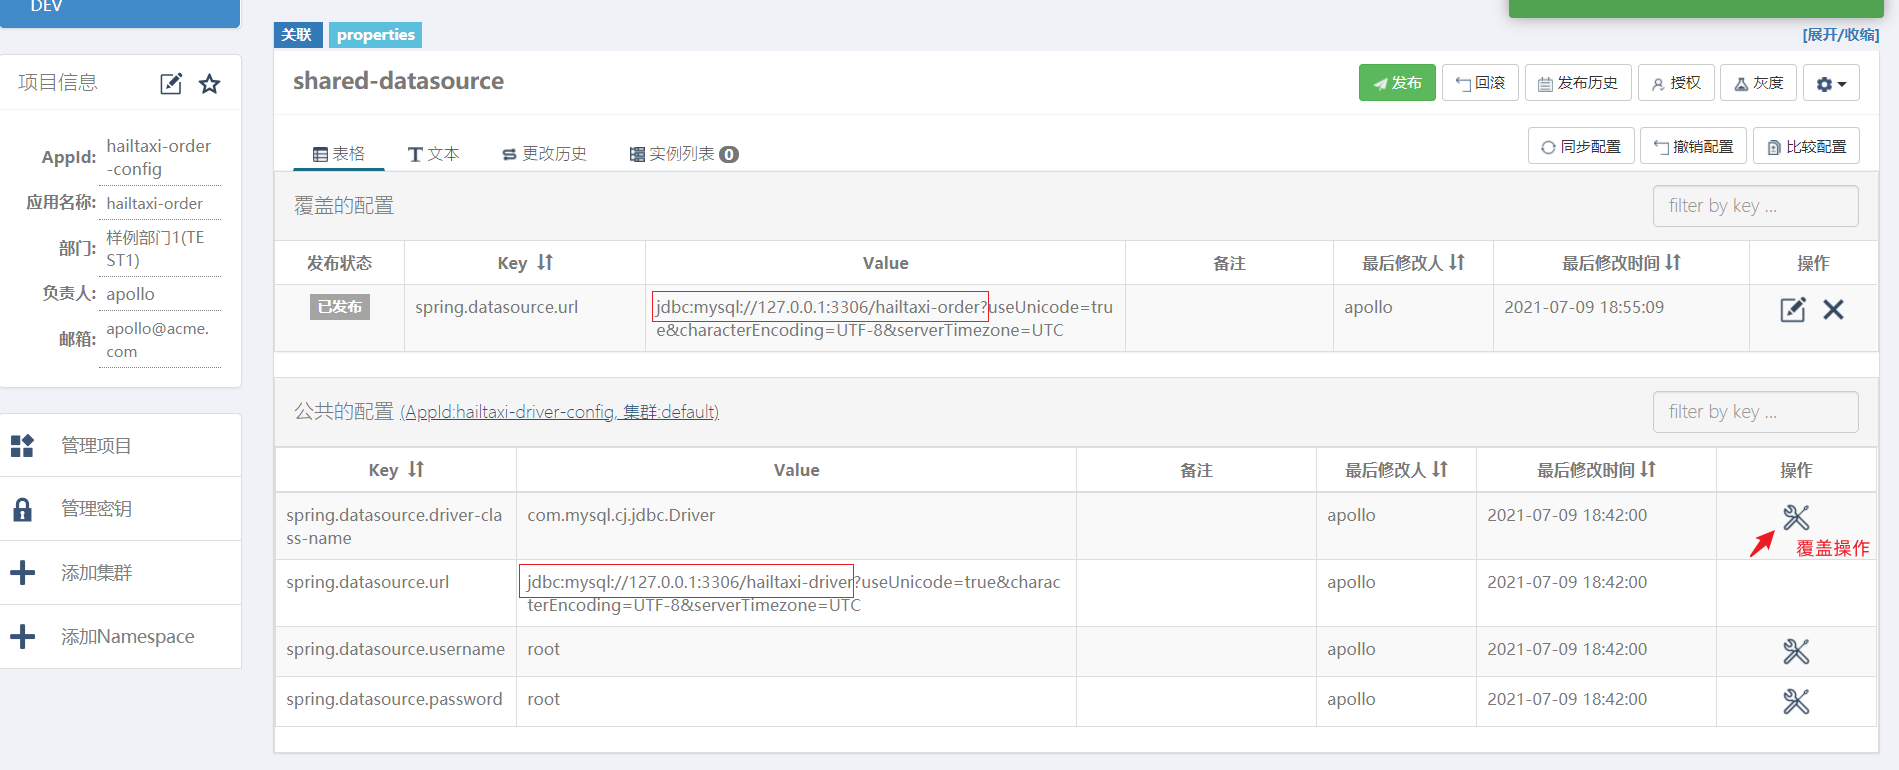 DEV
关联 properties [展开/收缩]
项目信息
AppId: hailtaxi-order
-config
应用名称: hailtaxi-order
部门: 样例部门1(TE
ST1)
负责人: apollo
邮箱: apollo@acme.
com
管理项目
管理密钥
添加集群
添加Namespace
shared-datasource
发布 回滚 发布历史 授权 灰度
表格 文本 更改历史 实例列表 0
同步配置 撤销配置 比较配置
覆盖的配置 filter by key ...
发布状态 Key Value 备注 最后修改人 最后修改时间 操作
已发布 spring.datasource.url jdbc:mysql://127.0.0.1:3306/hailtaxi-order?useUnicode=tru apollo 2021-07-09 18:55:09
e&characterEncoding=UTF-8&serverTimezone=UTC
公共的配置 (AppId:hailtaxi-driver-config, 集群:default) filter by key ...
Key Value 备注 最后修改人 最后修改时间 操作
spring.datasource.driver-cla com.mysql.cj.jdbc.Driver apollo 2021-07-09 18:42:00
ss-name
覆盖操作
spring.datasource.url jdbc:mysql://127.0.0.1:3306/hailtaxi-driver?useUnicode=true&charac apollo 2021-07-09 18:42:00
terEncoding=UTF-8&serverTimezone=UTC
spring.datasource.username root apollo 2021-07-09 18:42:00
spring.datasource.password root apollo 2021-07-09 18:42:00